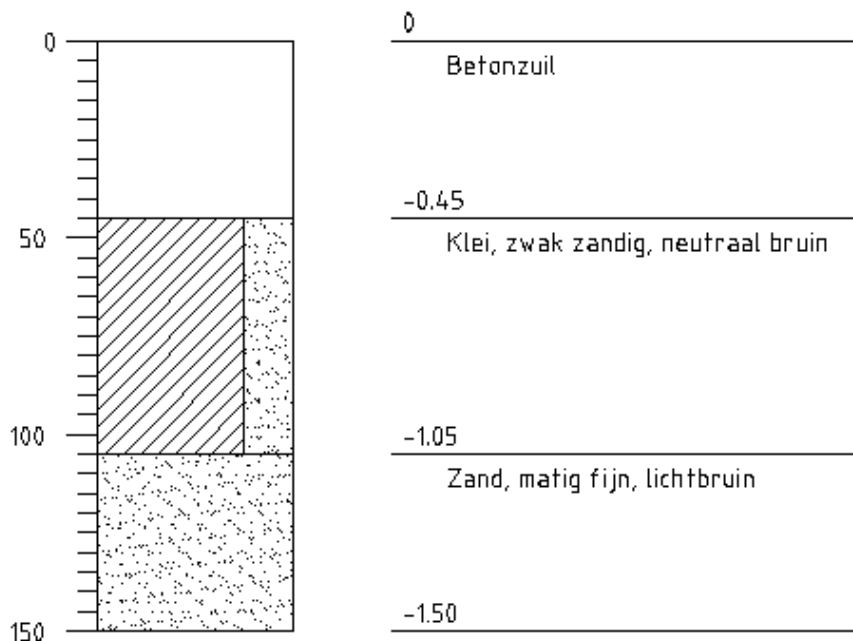 0
0
Betonzuil
-0.45
50
Klei, zwak zandig, neutraal bruin
100
-1.05
Zand, matig fijn, lichtbruin
-1.50
150